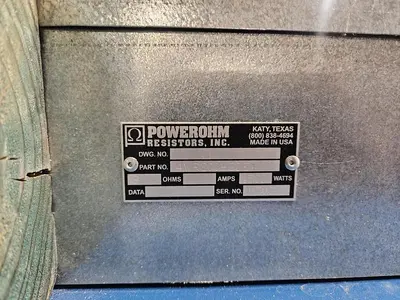 Ω POWEROHM
RESISTORS, INC.
KATY, TEXAS
(800) 838-4694
MADE IN USA
DWG. NO.
PART NO.
OHMS AMPS WATTS
DATA SER. NO.